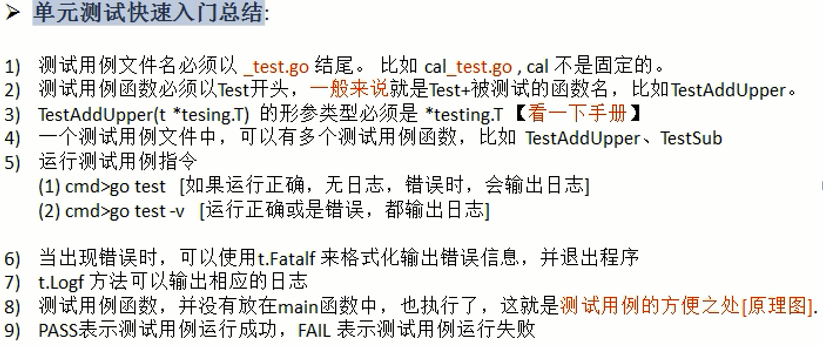 ➢ 单元测试快速入门总结:
1) 测试用例文件名必须以 _test.go 结尾。 比如 cal_test.go , cal 不是固定的。
2) 测试用例函数必须以Test开头，一般来说就是Test+被测试的函数名，比如TestAddUpper。
3) TestAddUpper(t *tesing.T) 的形参类型必须是 *testing.T 【看一下手册】
4) 一个测试用例文件中，可以有多个测试用例函数，比如 TestAddUpper、TestSub
5) 运行测试用例指令
(1) cmd>go test [如果运行正确，无日志，错误时，会输出日志]
(2) cmd>go test -v [运行正确或是错误，都输出日志]
6) 当出现错误时，可以使用t.Fatalf 来格式化输出错误信息，并退出程序
7) t.Logf 方法可以输出相应的日志
8) 测试用例函数，并没有放在main函数中，也执行了，这就是测试用例的方便之处[原理图].
9) PASS表示测试用例运行成功，FAIL 表示测试用例运行失败